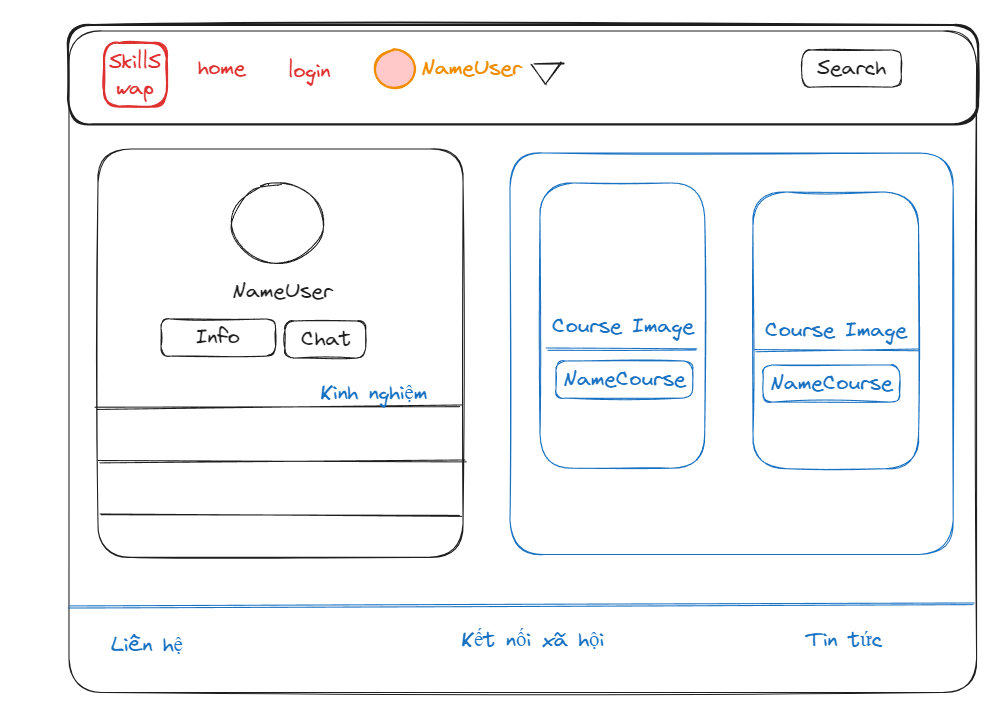 Skills
wap
home
login
NameUser
Search
NameUser
Info
Chat
Kinh nghiệm
Course Image
NameCourse
Course Image
NameCourse
Liên hệ
Kết nối xã hội
Tin tức